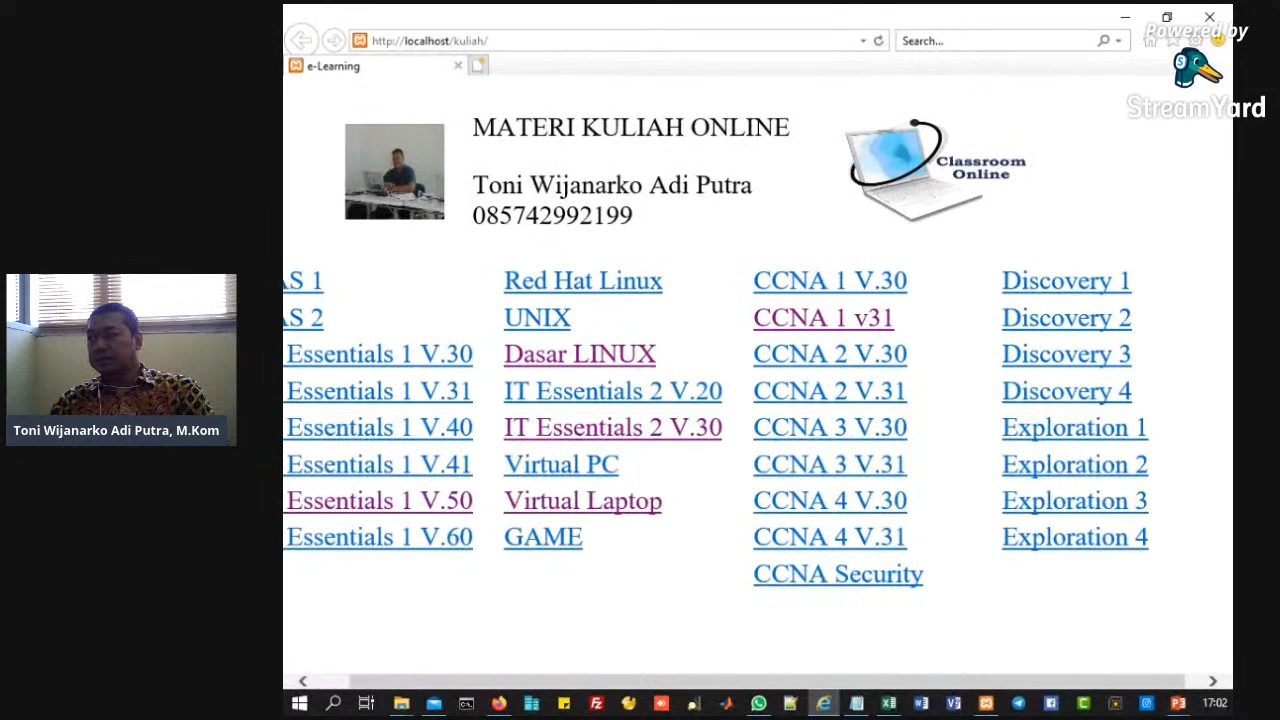 http://localhost/kuliah/
Search...
Powered by
e-Learning
StreamYard
MATERI KULIAH ONLINE
Toni Wijanarko Adi Putra
085742992199
Classroom
Online
AS 1
Red Hat Linux
CCNA 1 V.30
Discovery 1
AS 2
UNIX
CCNA 1 v31
Discovery 2
Essentials 1 V.30
Dasar LINUX
CCNA 2 V.30
Discovery 3
Essentials 1 V.31
IT Essentials 2 V.20
CCNA 2 V.31
Discovery 4
Essentials 1 V.40
IT Essentials 2 V.30
CCNA 3 V.30
Exploration 1
Essentials 1 V.41
Virtual PC
CCNA 3 V.31
Exploration 2
Essentials 1 V.50
Virtual Laptop
CCNA 4 V.30
Exploration 3
Essentials 1 V.60
GAME
CCNA 4 V.31
Exploration 4
CCNA Security
Toni Wijanarko Adi Putra, M.Kom
17:02